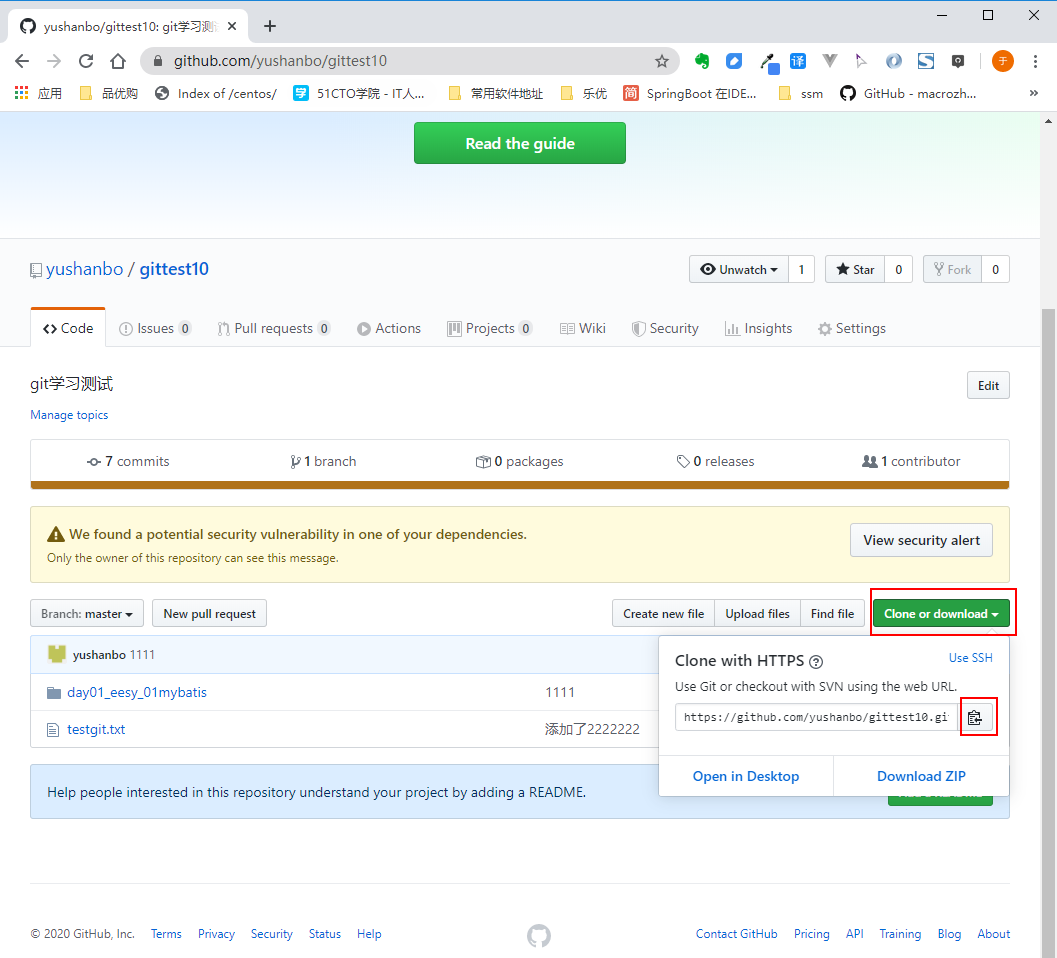 yushanbo/gittest10: git学习测
github.com/yushanbo/gittest10
译
于
应用 品优购 Index of /centos/ 学 51CTO学院 - IT人... 常用软件地址 乐优 简 SpringBoot 在IDE... ssm GitHub - macrozh... »
Read the guide
yushanbo / gittest10
Unwatch 1 Star 0 Fork 0
Code Issues 0 Pull requests 0 Actions Projects 0 Wiki Security Insights Settings
git学习测试
Edit
Manage topics
7 commits 1 branch 0 packages 0 releases 1 contributor
We found a potential security vulnerability in one of your dependencies.
Only the owner of this repository can see this message.
View security alert
Branch: master New pull request Create new file Upload files Find file Clone or download
yushanbo 1111
Clone with HTTPS Use SSH
Use Git or checkout with SVN using the web URL.
https://github.com/yushanbo/gittest10.gi
day01_eesy_01mybatis 1111
testgit.txt 添加了2222222
Open in Desktop Download ZIP
Help people interested in this repository understand your project by adding a README.
© 2020 GitHub, Inc. Terms Privacy Security Status Help
Contact GitHub Pricing API Training Blog About